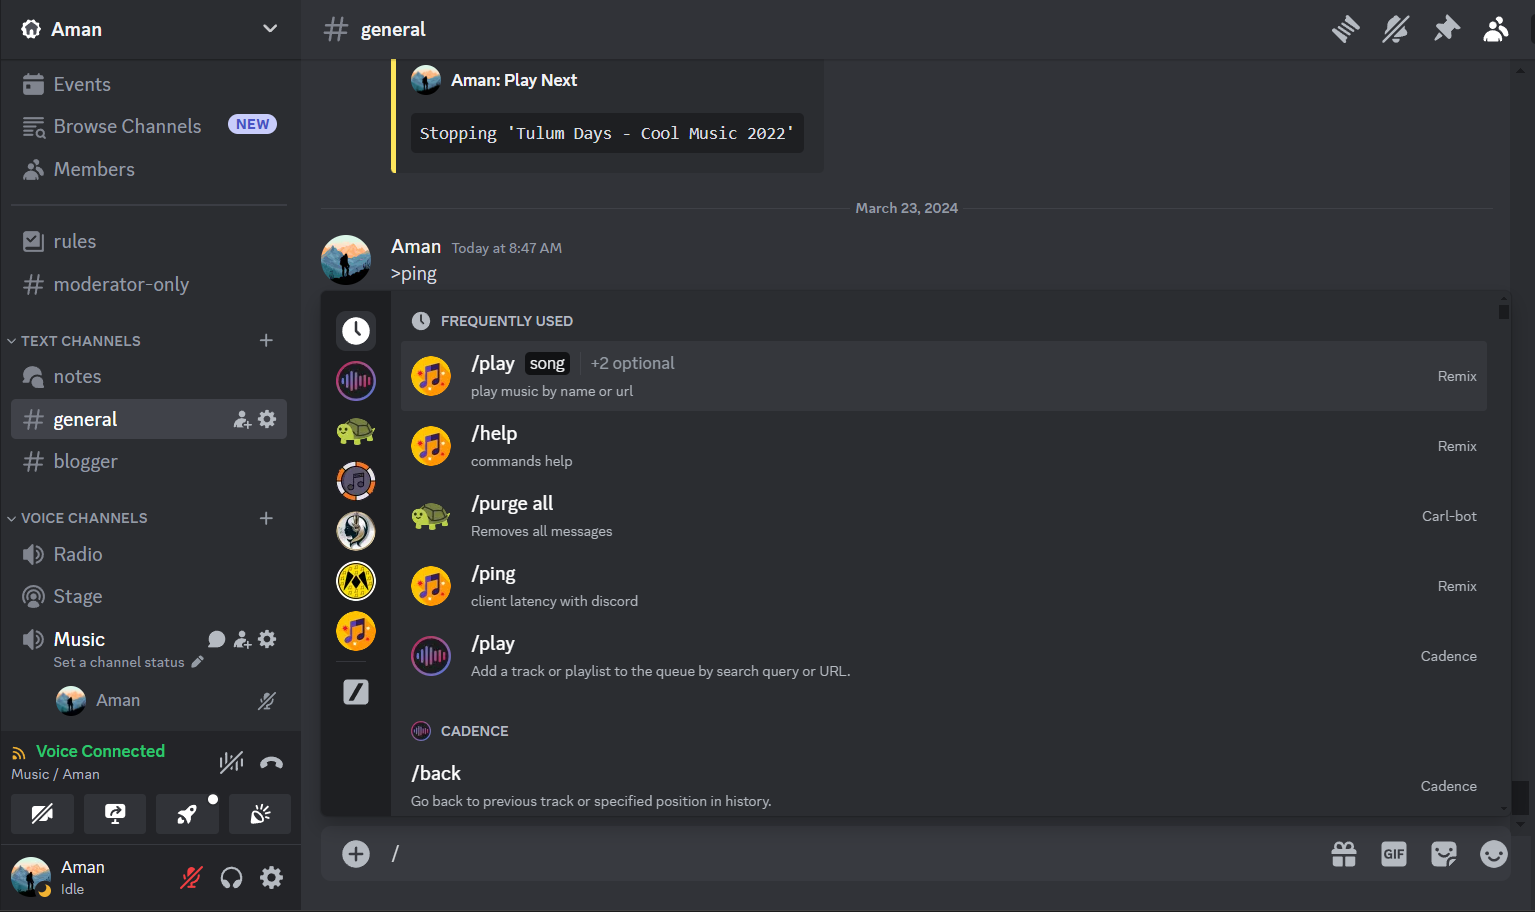 Aman
Events
Browse Channels NEW
Members
rules
moderator-only
TEXT CHANNELS
notes
general
blogger
VOICE CHANNELS
Radio
Stage
Music
Set a channel status
Aman
Voice Connected
Music / Aman
Aman
Idle
general
Aman: Play Next
Stopping 'Tulum Days - Cool Music 2022'
March 23, 2024
Aman Today at 8:47 AM
>ping
FREQUENTLY USED
/play song +2 optional
play music by name or url
Remix
/help
commands help
Remix
/purge all
Removes all messages
Carl-bot
/ping
client latency with discord
Remix
/play
Add a track or playlist to the queue by search query or URL.
Cadence
CADENCE
/back
Go back to previous track or specified position in history.
Cadence
/
GIF